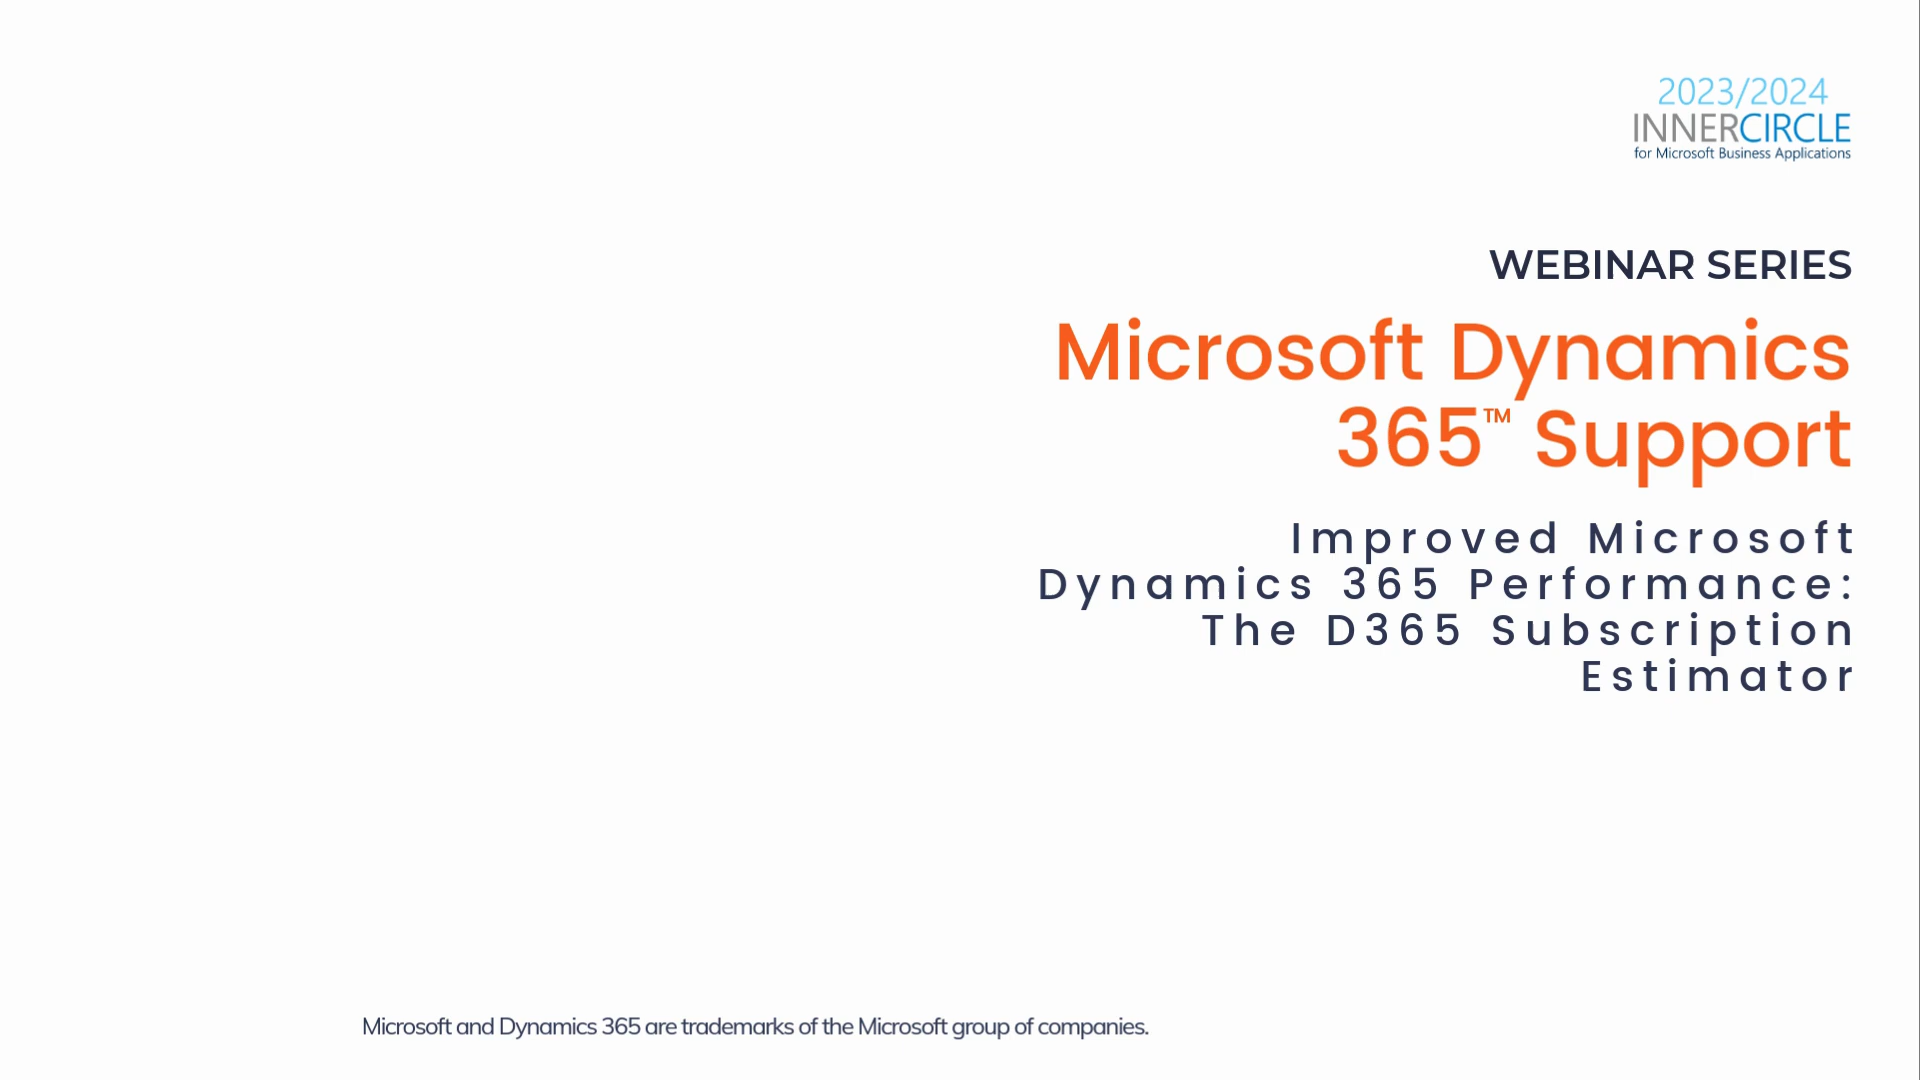 2023/2024
INNERCIRCLE
for Microsoft Business Applications
WEBINAR SERIES
Microsoft Dynamics
365™ Support
Improved Microsoft
Dynamics 365 Performance:
The D365 Subscription
Estimator
Microsoft and Dynamics 365 are trademarks of the Microsoft group of companies.